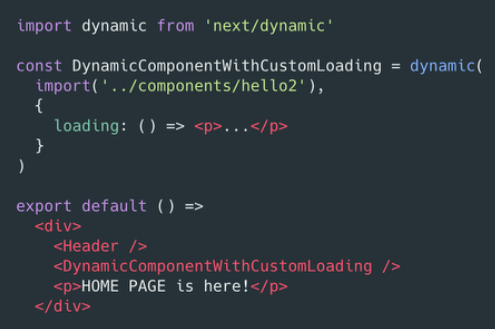 import dynamic from 'next/dynamic'
const DynamicComponentWithCustomLoading = dynamic(
import('../components/hello2'),
{
loading: () => <p>...</p>
}
)
export default () =>
<div>
<Header />
<DynamicComponentWithCustomLoading />
<p>HOME PAGE is here!</p>
</div>